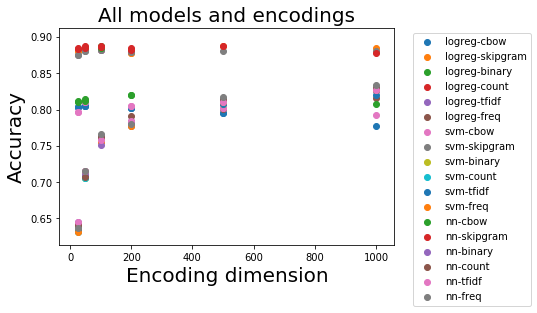 All models and encodings
Accuracy
0.90
0.85
0.80
0.75
0.70
0.65
0
200
400
600
800
1000
Encoding dimension
logreg-cbow
logreg-skipgram
logreg-binary
logreg-count
logreg-tfidf
logreg-freq
svm-cbow
svm-skipgram
svm-binary
svm-count
svm-tfidf
svm-freq
nn-cbow
nn-skipgram
nn-binary
nn-count
nn-tfidf
nn-freq